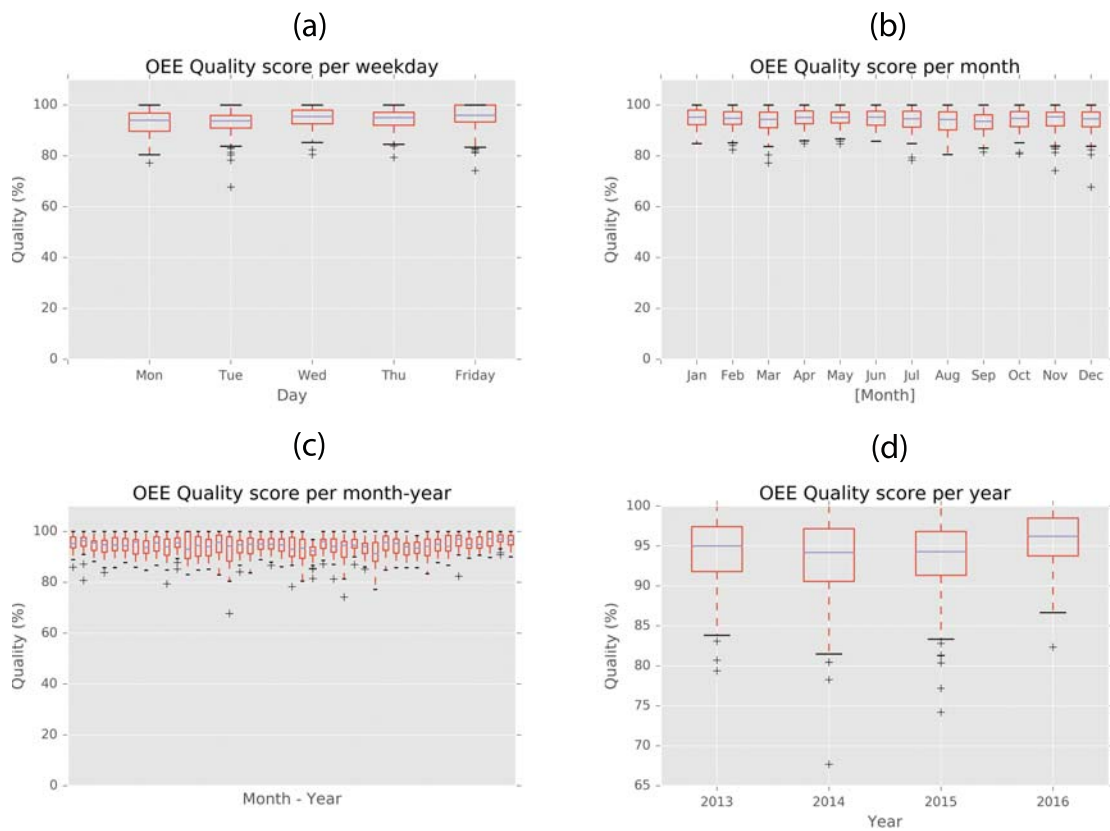 (a)
OEE Quality score per weekday
100
80
60
40
20
0
Quality (%)
Mon Tue Wed Thu Friday
Day
(b)
OEE Quality score per month
100
80
60
40
20
0
Quality (%)
Jan Feb Mar Apr May Jun Jul Aug Sep Oct Nov Dec
[Month]
(c)
OEE Quality score per month-year
100
80
60
40
20
0
Quality (%)
Month - Year
(d)
OEE Quality score per year
100
95
90
85
80
75
70
65
Quality (%)
2013 2014 2015 2016
Year